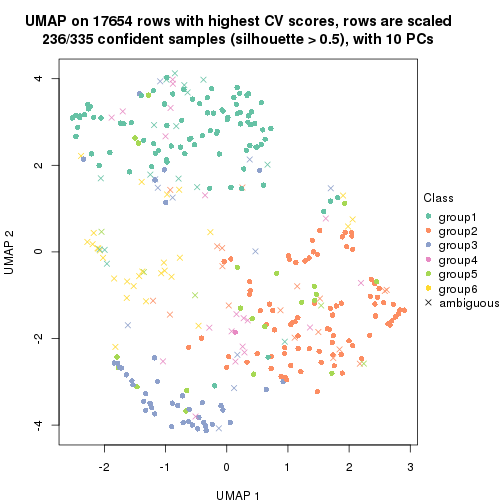 UMAP on 17654 rows with highest CV scores, rows are scaled
236/335 confident samples (silhouette > 0.5), with 10 PCs
4
2
0
-2
-4
UMAP 2
-2
-1
0
1
2
3
UMAP 1
Class
group1
group2
group3
group4
group5
group6
ambiguous